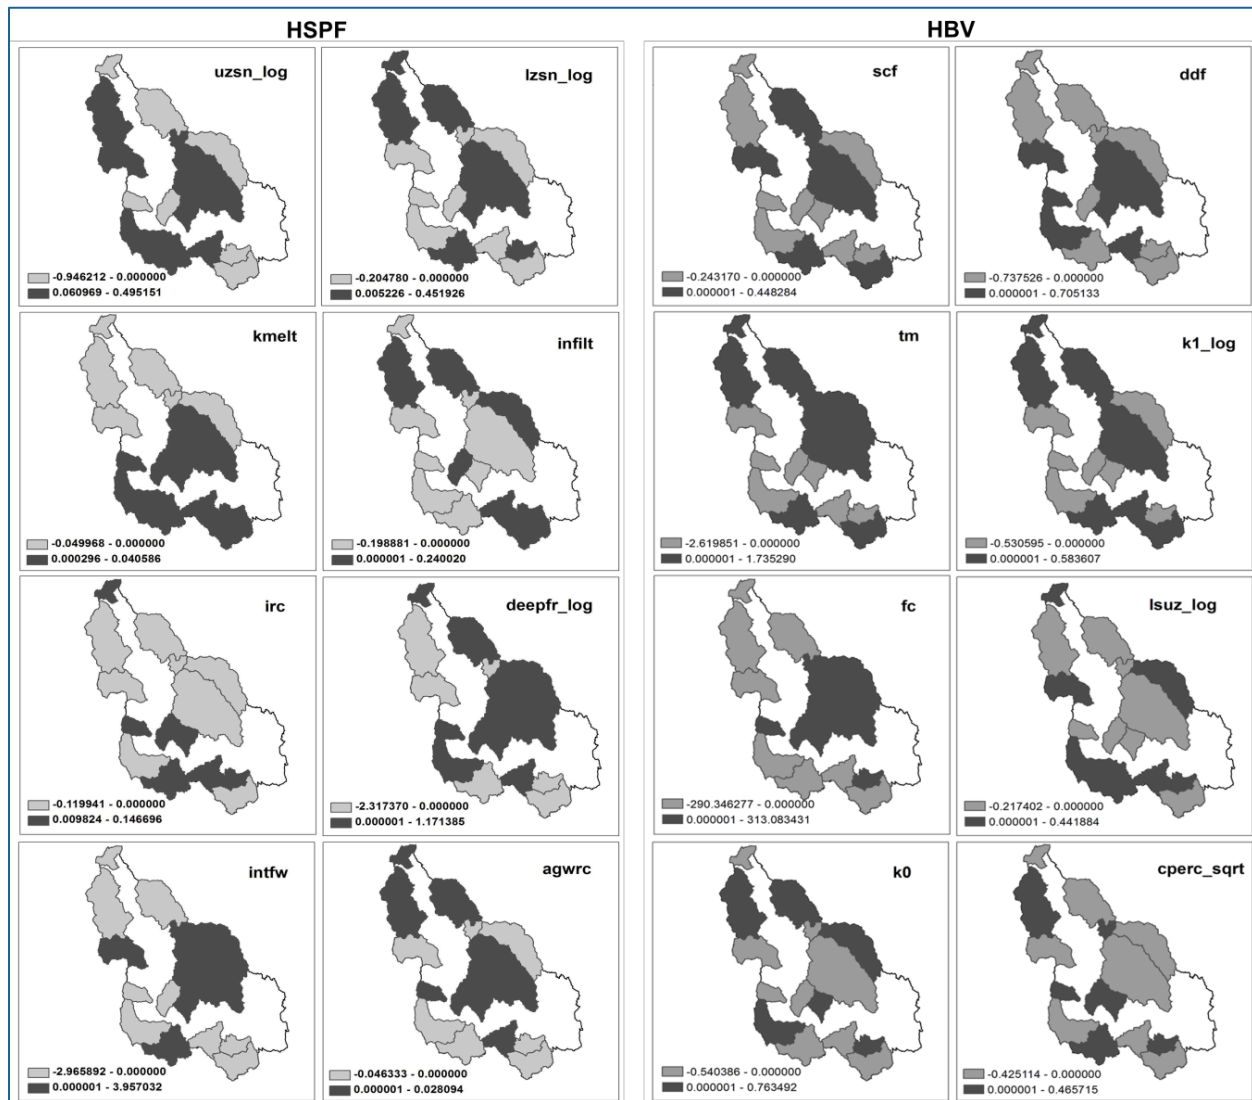 HSPF
HBV
uzsn_log
-0.946212 - 0.000000
0.060969 - 0.495151
lzsn_log
-0.204780 - 0.000000
0.005226 - 0.451926
scf
-0.243170 - 0.000000
0.000001 - 0.448284
ddf
-0.737526 - 0.000000
0.000001 - 0.705133
kmelt
-0.049968 - 0.000000
0.000296 - 0.040586
infilt
-0.198881 - 0.000000
0.000001 - 0.240020
tm
-2.619851 - 0.000000
0.000001 - 1.735290
k1_log
-0.530595 - 0.000000
0.000001 - 0.583607
irc
-0.119941 - 0.000000
0.009824 - 0.146696
deepfr_log
-2.317370 - 0.000000
0.000001 - 1.171385
fc
-290.346277 - 0.000000
0.000001 - 313.083431
lsuz_log
-0.217402 - 0.000000
0.000001 - 0.441884
intfw
-2.965892 - 0.000000
0.000001 - 3.957032
agwrc
-0.046333 - 0.000000
0.000001 - 0.028094
k0
-0.540386 - 0.000000
0.000001 - 0.763492
cperc_sqrt
-0.425114 - 0.000000
0.000001 - 0.465715